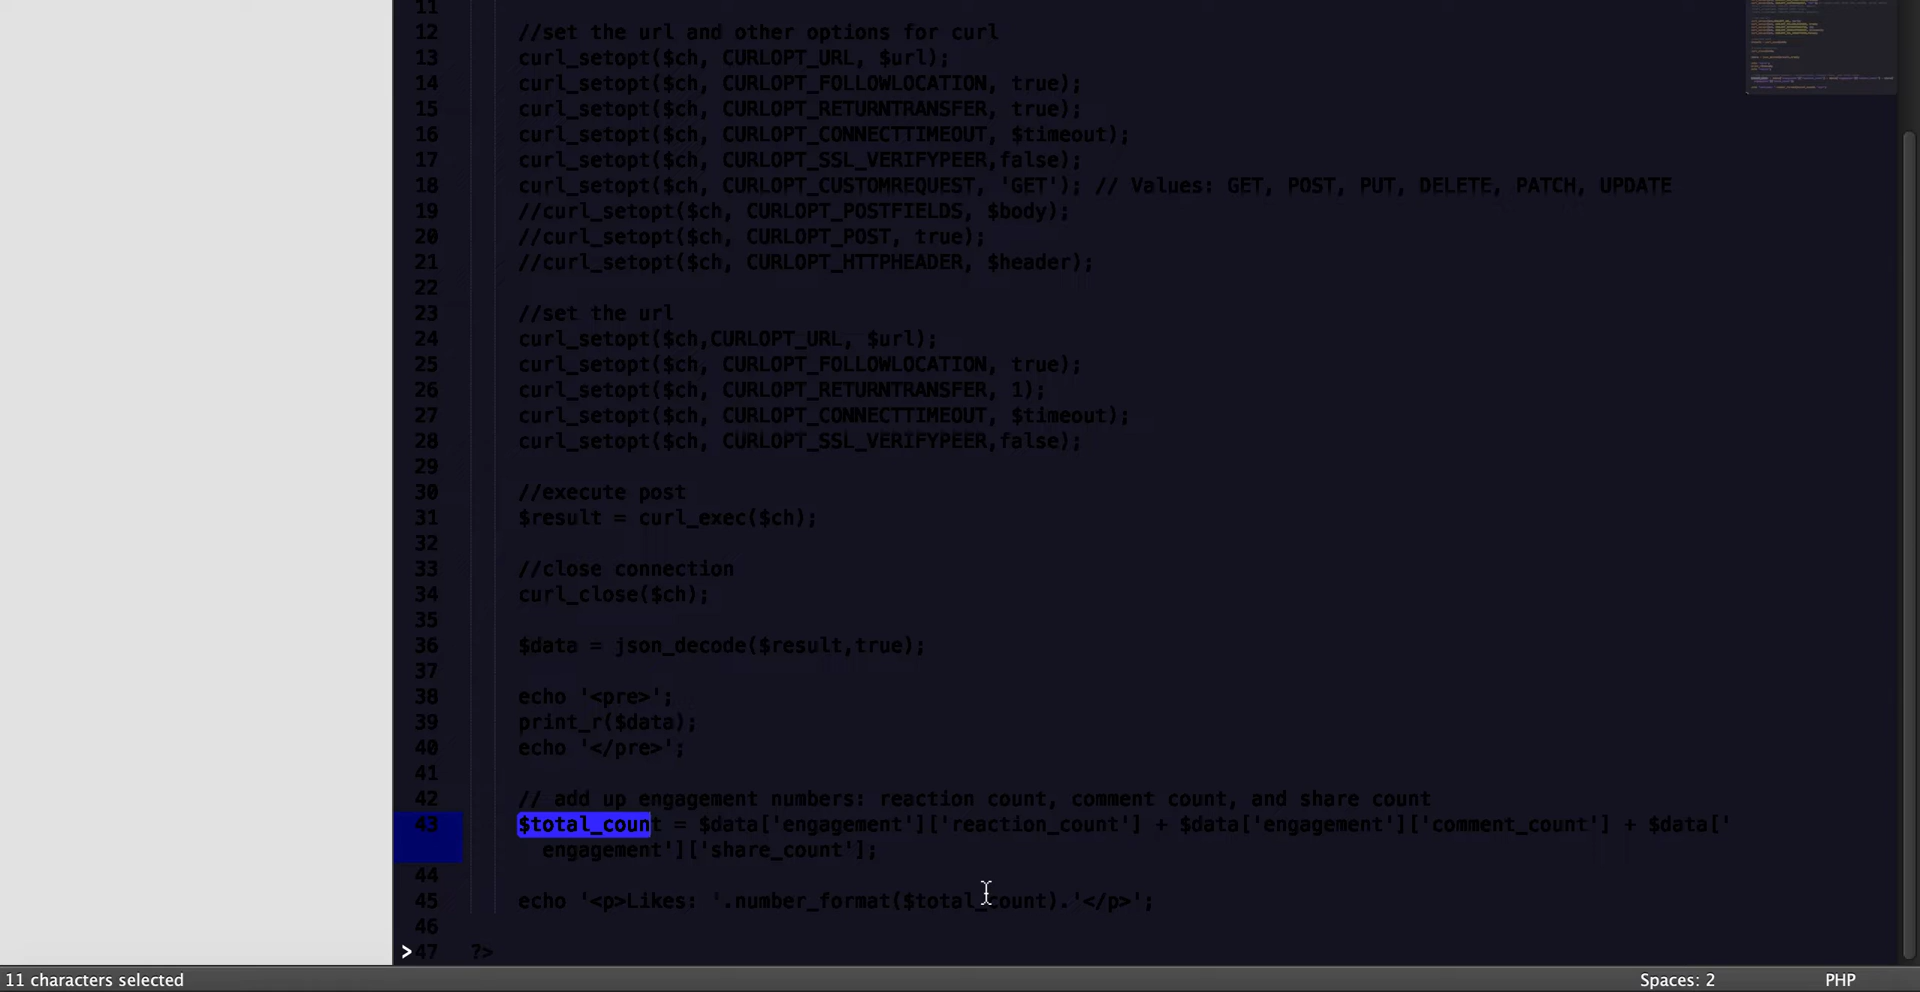 11
12 //set the url and other options for curl
13 curl_setopt($ch, CURLOPT_URL, $url);
14 curl_setopt($ch, CURLOPT_FOLLOWLOCATION, true);
15 curl_setopt($ch, CURLOPT_RETURNTRANSFER, true);
16 curl_setopt($ch, CURLOPT_CONNECTTIMEOUT, $timeout);
17 curl_setopt($ch, CURLOPT_SSL_VERIFYPEER,false);
18 curl_setopt($ch, CURLOPT_CUSTOMREQUEST, 'GET'); // Values: GET, POST, PUT, DELETE, PATCH, UPDATE
19 //curl_setopt($ch, CURLOPT_POSTFIELDS, $body);
20 //curl_setopt($ch, CURLOPT_POST, true);
21 //curl_setopt($ch, CURLOPT_HTTPHEADER, $header);
22
23 //set the url
24 curl_setopt($ch,CURLOPT_URL, $url);
25 curl_setopt($ch, CURLOPT_FOLLOWLOCATION, true);
26 curl_setopt($ch, CURLOPT_RETURNTRANSFER, 1);
27 curl_setopt($ch, CURLOPT_CONNECTTIMEOUT, $timeout);
28 curl_setopt($ch, CURLOPT_SSL_VERIFYPEER,false);
29
30 //execute post
31 $result = curl_exec($ch);
32
33 //close connection
34 curl_close($ch);
35
36 $data = json_decode($result,true);
37
38 echo '<pre>';
39 print_r($data);
40 echo '</pre>';
41
42 // add up engagement numbers: reaction count, comment count, and share count
43 $total_count = $data['engagement']['reaction_count'] + $data['engagement']['comment_count'] + $data['
engagement']['share_count'];
44
45 echo '<p>Likes: '.number_format($total_count).'</p>';
46
>47 ?>
11 characters selected
Spaces: 2
PHP